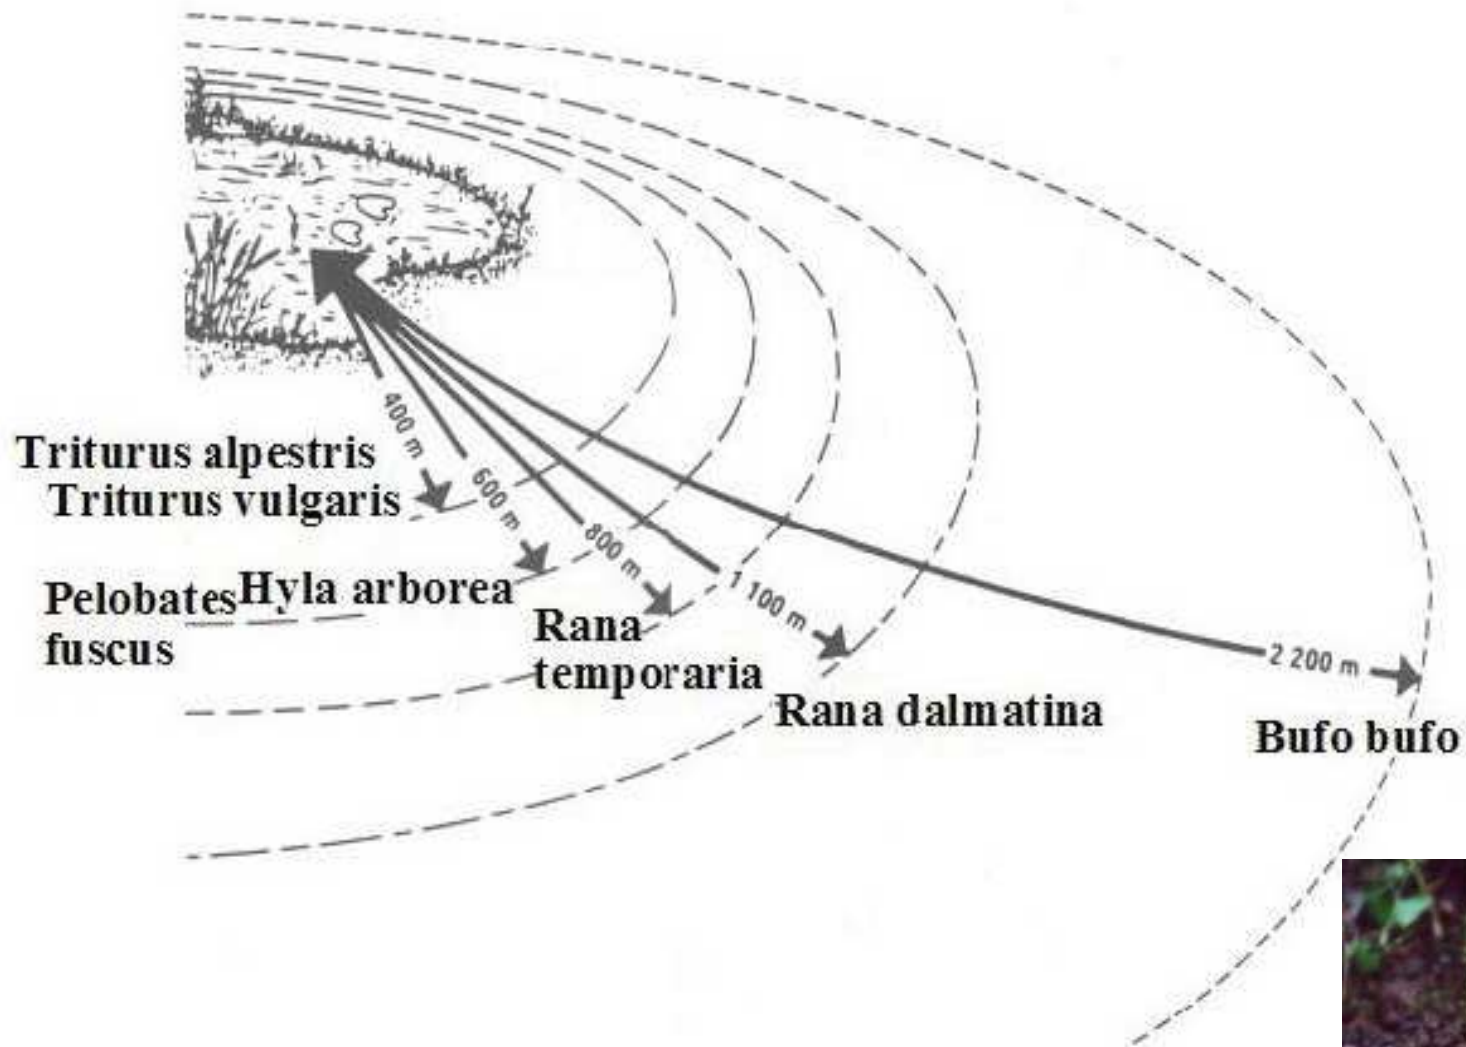 400 m
Triturus alpestris
Triturus vulgaris
600 m
Pelobates
fuscus
Hyla arborea
800 m
Rana
temporaria
1 100 m
Rana dalmatina
2 200 m
Bufo bufo